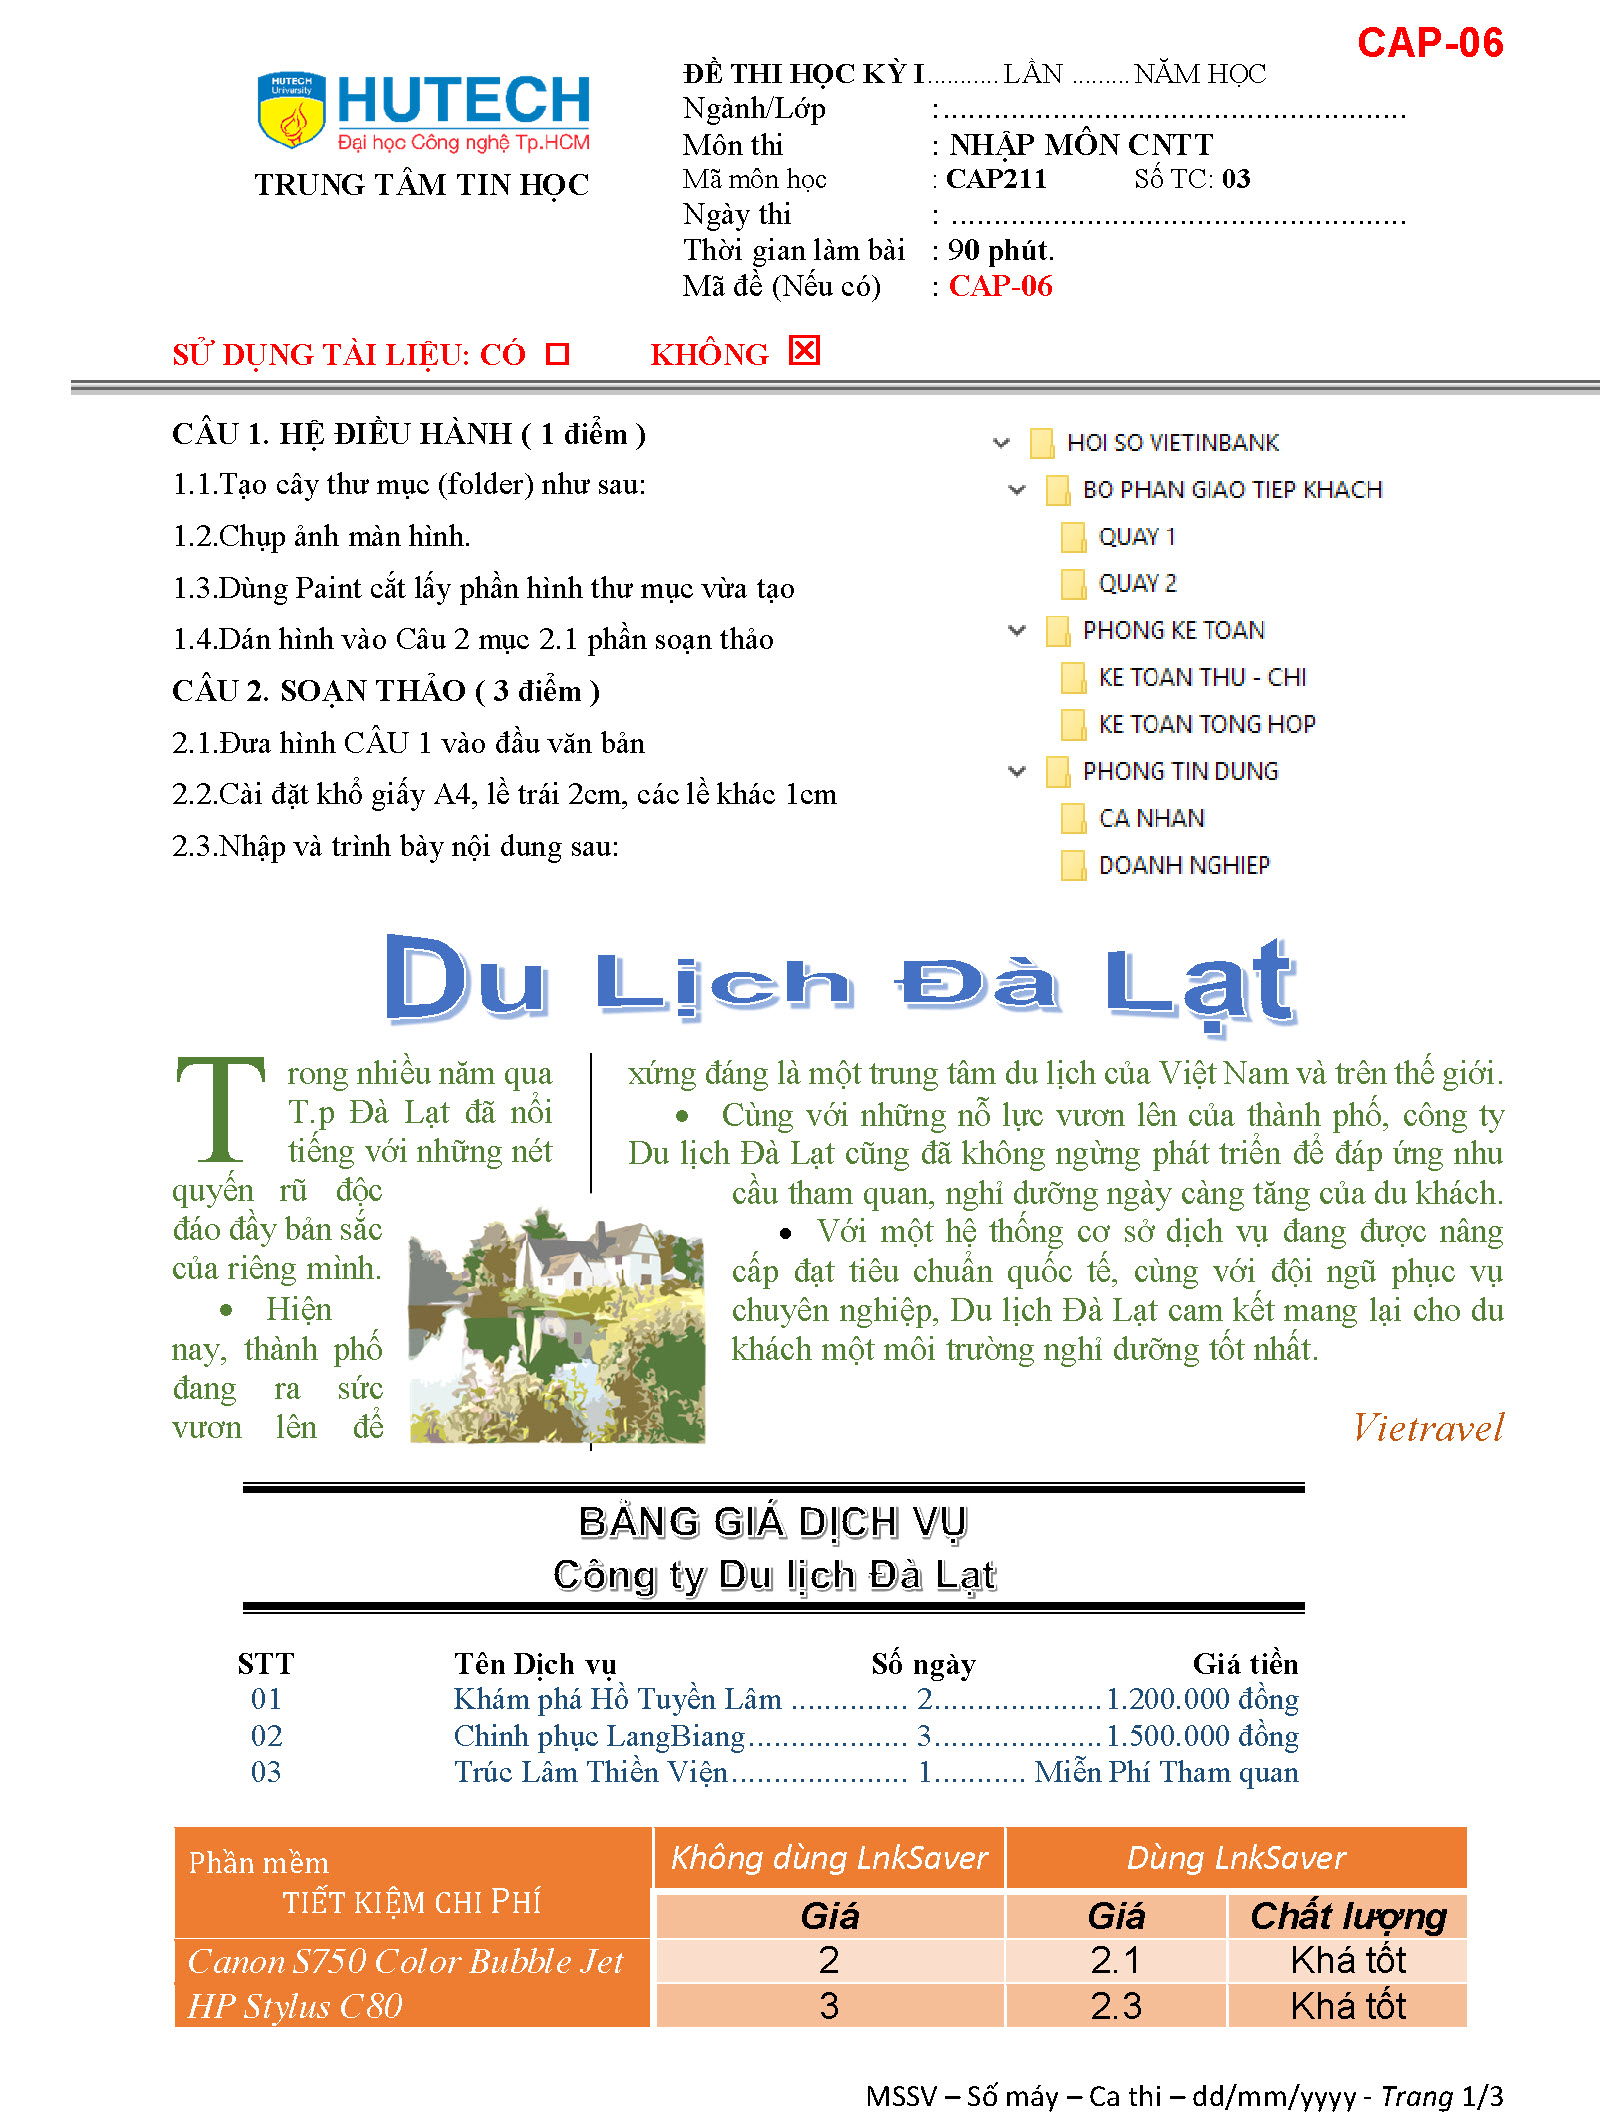 CAP-06
HUTECH
University
HUTECH
Đại học Công nghệ Tp.HCM
TRUNG TÂM TIN HỌC
ĐỀ THI HỌC KỲ I........... LẦN ......... NĂM HỌC
Ngành/Lớp :.......................................................
Môn thi : NHẬP MÔN CNTT
Mã môn học : CAP211 Số TC: 03
Ngày thi : ......................................................
Thời gian làm bài : 90 phút.
Mã đề (Nếu có) : CAP-06
SỬ DỤNG TÀI LIỆU: CÓ ☐ KHÔNG ☒
CÂU 1. HỆ ĐIỀU HÀNH ( 1 điểm )
1.1.Tạo cây thư mục (folder) như sau:
1.2.Chụp ảnh màn hình.
1.3.Dùng Paint cắt lấy phần hình thư mục vừa tạo
1.4.Dán hình vào Câu 2 mục 2.1 phần soạn thảo
CÂU 2. SOẠN THẢO ( 3 điểm )
2.1.Đưa hình CÂU 1 vào đầu văn bản
2.2.Cài đặt khổ giấy A4, lề trái 2cm, các lề khác 1cm
2.3.Nhập và trình bày nội dung sau:
HOI SO VIETINBANK
BO PHAN GIAO TIEP KHACH
QUAY 1
QUAY 2
PHONG KE TOAN
KE TOAN THU - CHI
KE TOAN TONG HOP
PHONG TIN DUNG
CA NHAN
DOANH NGHIEP
Du Lịch Đà Lạt
Trong nhiều năm qua
T.p Đà Lạt đã nổi
tiếng với những nét
quyến rũ độc
đáo đầy bản sắc
của riêng mình.
• Hiện
nay, thành phố
đang ra sức
vươn lên để
xứng đáng là một trung tâm du lịch của Việt Nam và trên thế giới.
• Cùng với những nỗ lực vươn lên của thành phố, công ty
Du lịch Đà Lạt cũng đã không ngừng phát triển để đáp ứng nhu
cầu tham quan, nghỉ dưỡng ngày càng tăng của du khách.
• Với một hệ thống cơ sở dịch vụ đang được nâng
cấp đạt tiêu chuẩn quốc tế, cùng với đội ngũ phục vụ
chuyên nghiệp, Du lịch Đà Lạt cam kết mang lại cho du
khách một môi trường nghỉ dưỡng tốt nhất.
Vietravel
BẢNG GIÁ DỊCH VỤ
Công ty Du lịch Đà Lạt
STT Tên Dịch vụ Số ngày Giá tiền
01 Khám phá Hồ Tuyền Lâm .............. 2....................1.200.000 đồng
02 Chinh phục LangBiang................... 3....................1.500.000 đồng
03 Trúc Lâm Thiền Viện..................... 1........... Miễn Phí Tham quan
Phần mềm
TIẾT KIỆM CHI PHÍ
Không dùng LnkSaver Dùng LnkSaver
Giá Giá Chất lượng
Canon S750 Color Bubble Jet 2 2.1 Khá tốt
HP Stylus C80 3 2.3 Khá tốt
MSSV – Số máy – Ca thi – dd/mm/yyyy - Trang 1/3